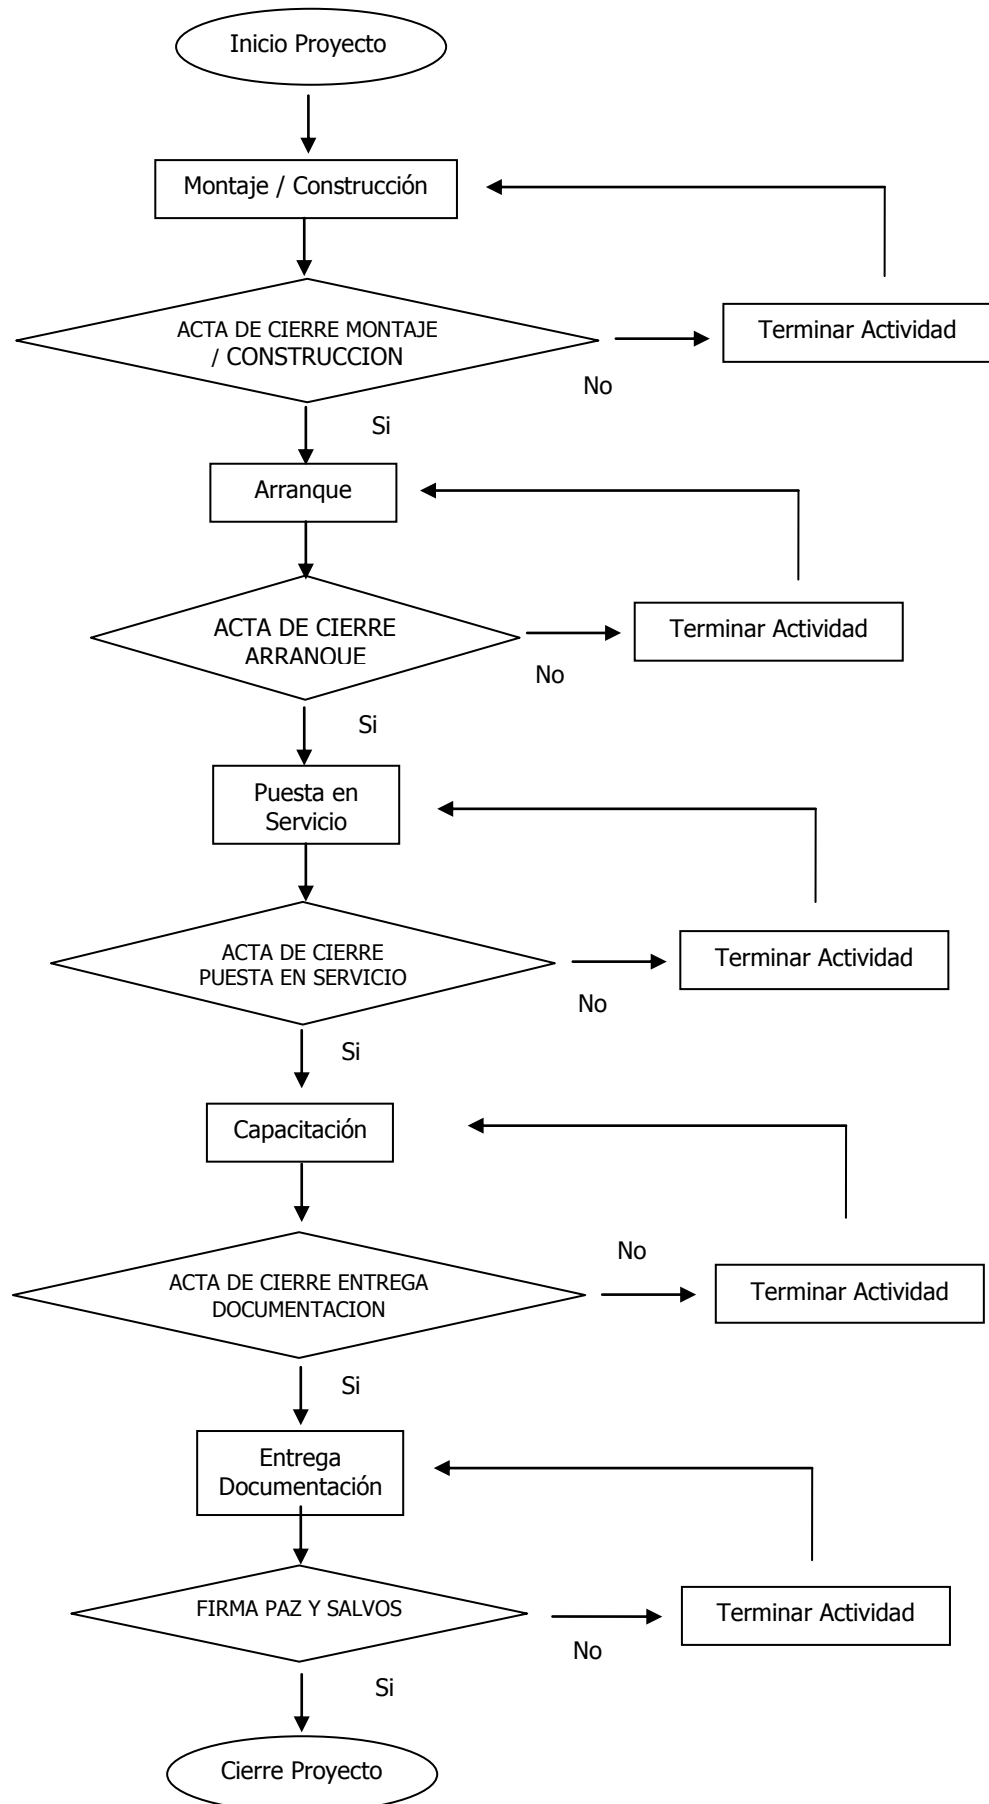 Inicio Proyecto
Montaje / Construcción
ACTA DE CIERRE MONTAJE
/ CONSTRUCCION
Terminar Actividad
No
Si
Arranque
ACTA DE CIERRE
ARRANQUE
Terminar Actividad
No
Si
Puesta en
Servicio
ACTA DE CIERRE
PUESTA EN SERVICIO
Terminar Actividad
No
Si
Capacitación
No
ACTA DE CIERRE ENTREGA
DOCUMENTACION
Terminar Actividad
Si
Entrega
Documentación
FIRMA PAZ Y SALVOS
Terminar Actividad
No
Si
Cierre Proyecto